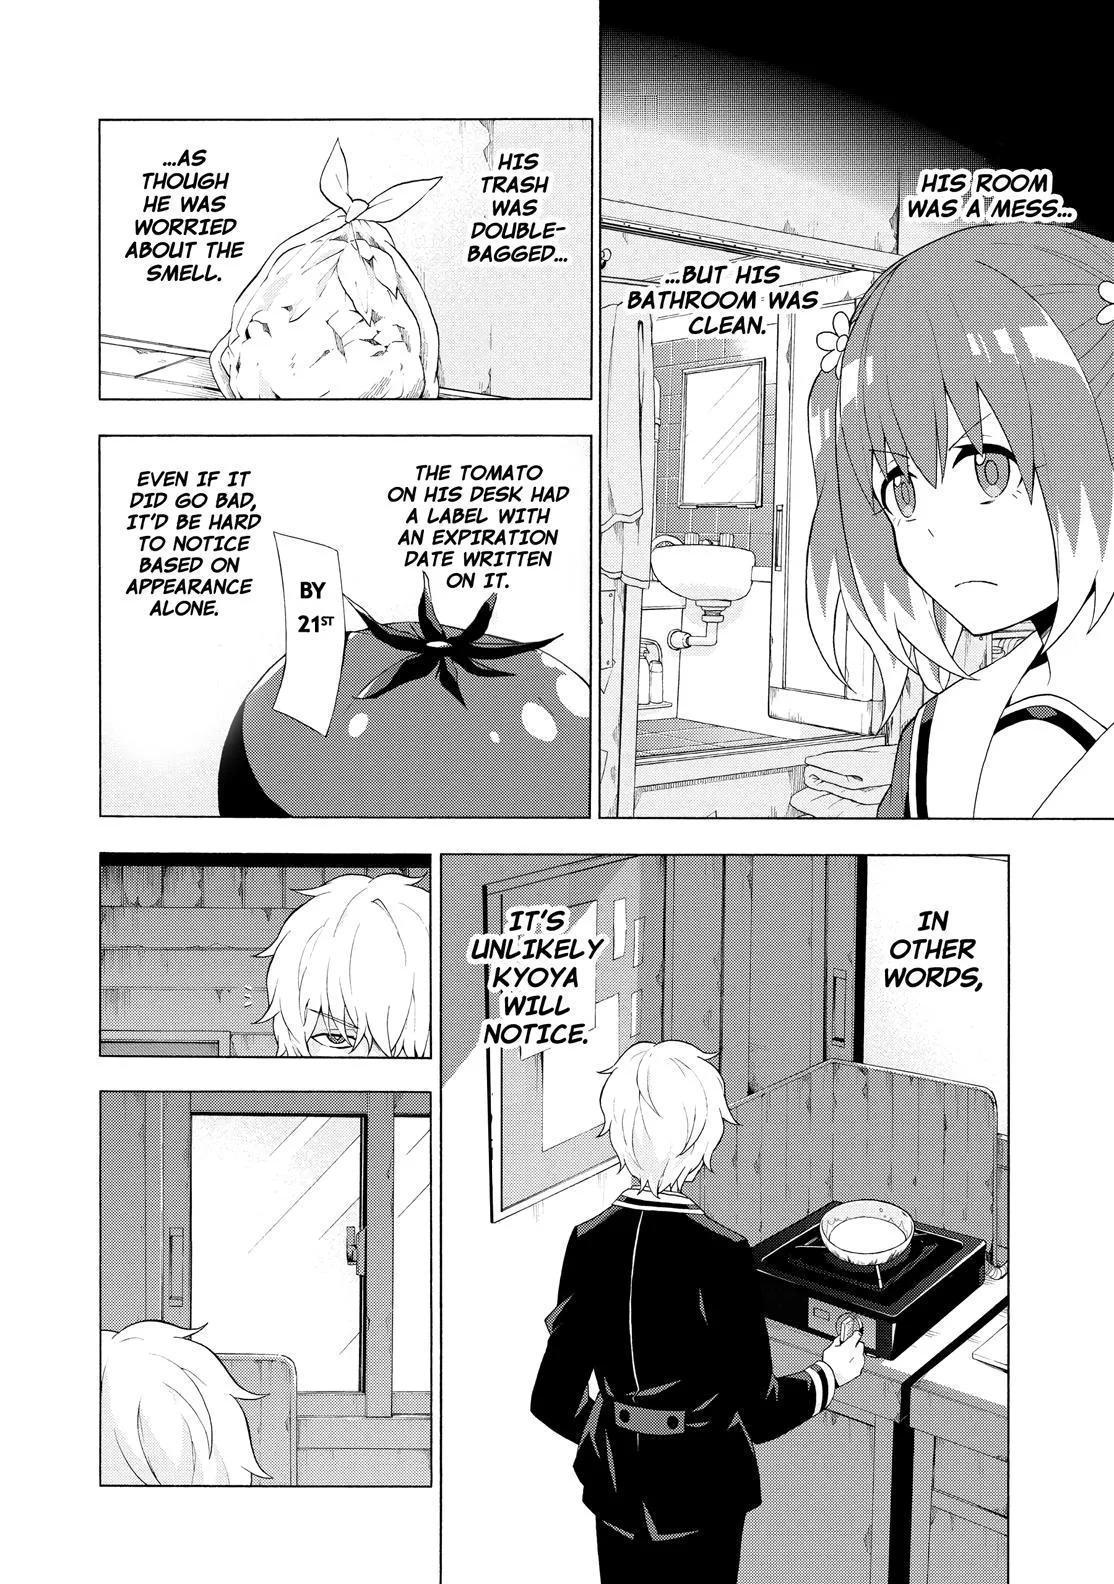 HIS ROOM
WAS A MESS...
...BUT HIS
BATHROOM WAS
CLEAN.
HIS
TRASH
WAS
DOUBLE-
BAGGED...
...AS
THOUGH
HE WAS
WORRIED
ABOUT THE
SMELL.
THE TOMATO
ON HIS DESK HAD
A LABEL WITH
AN EXPIRATION
DATE WRITTEN
ON IT.
BY
21ST
EVEN IF IT
DID GO BAD,
IT'D BE HARD
TO NOTICE
BASED ON
APPEARANCE
ALONE.
IN
OTHER
WORDS,
IT'S
UNLIKELY
KYOYA
WILL
NOTICE.